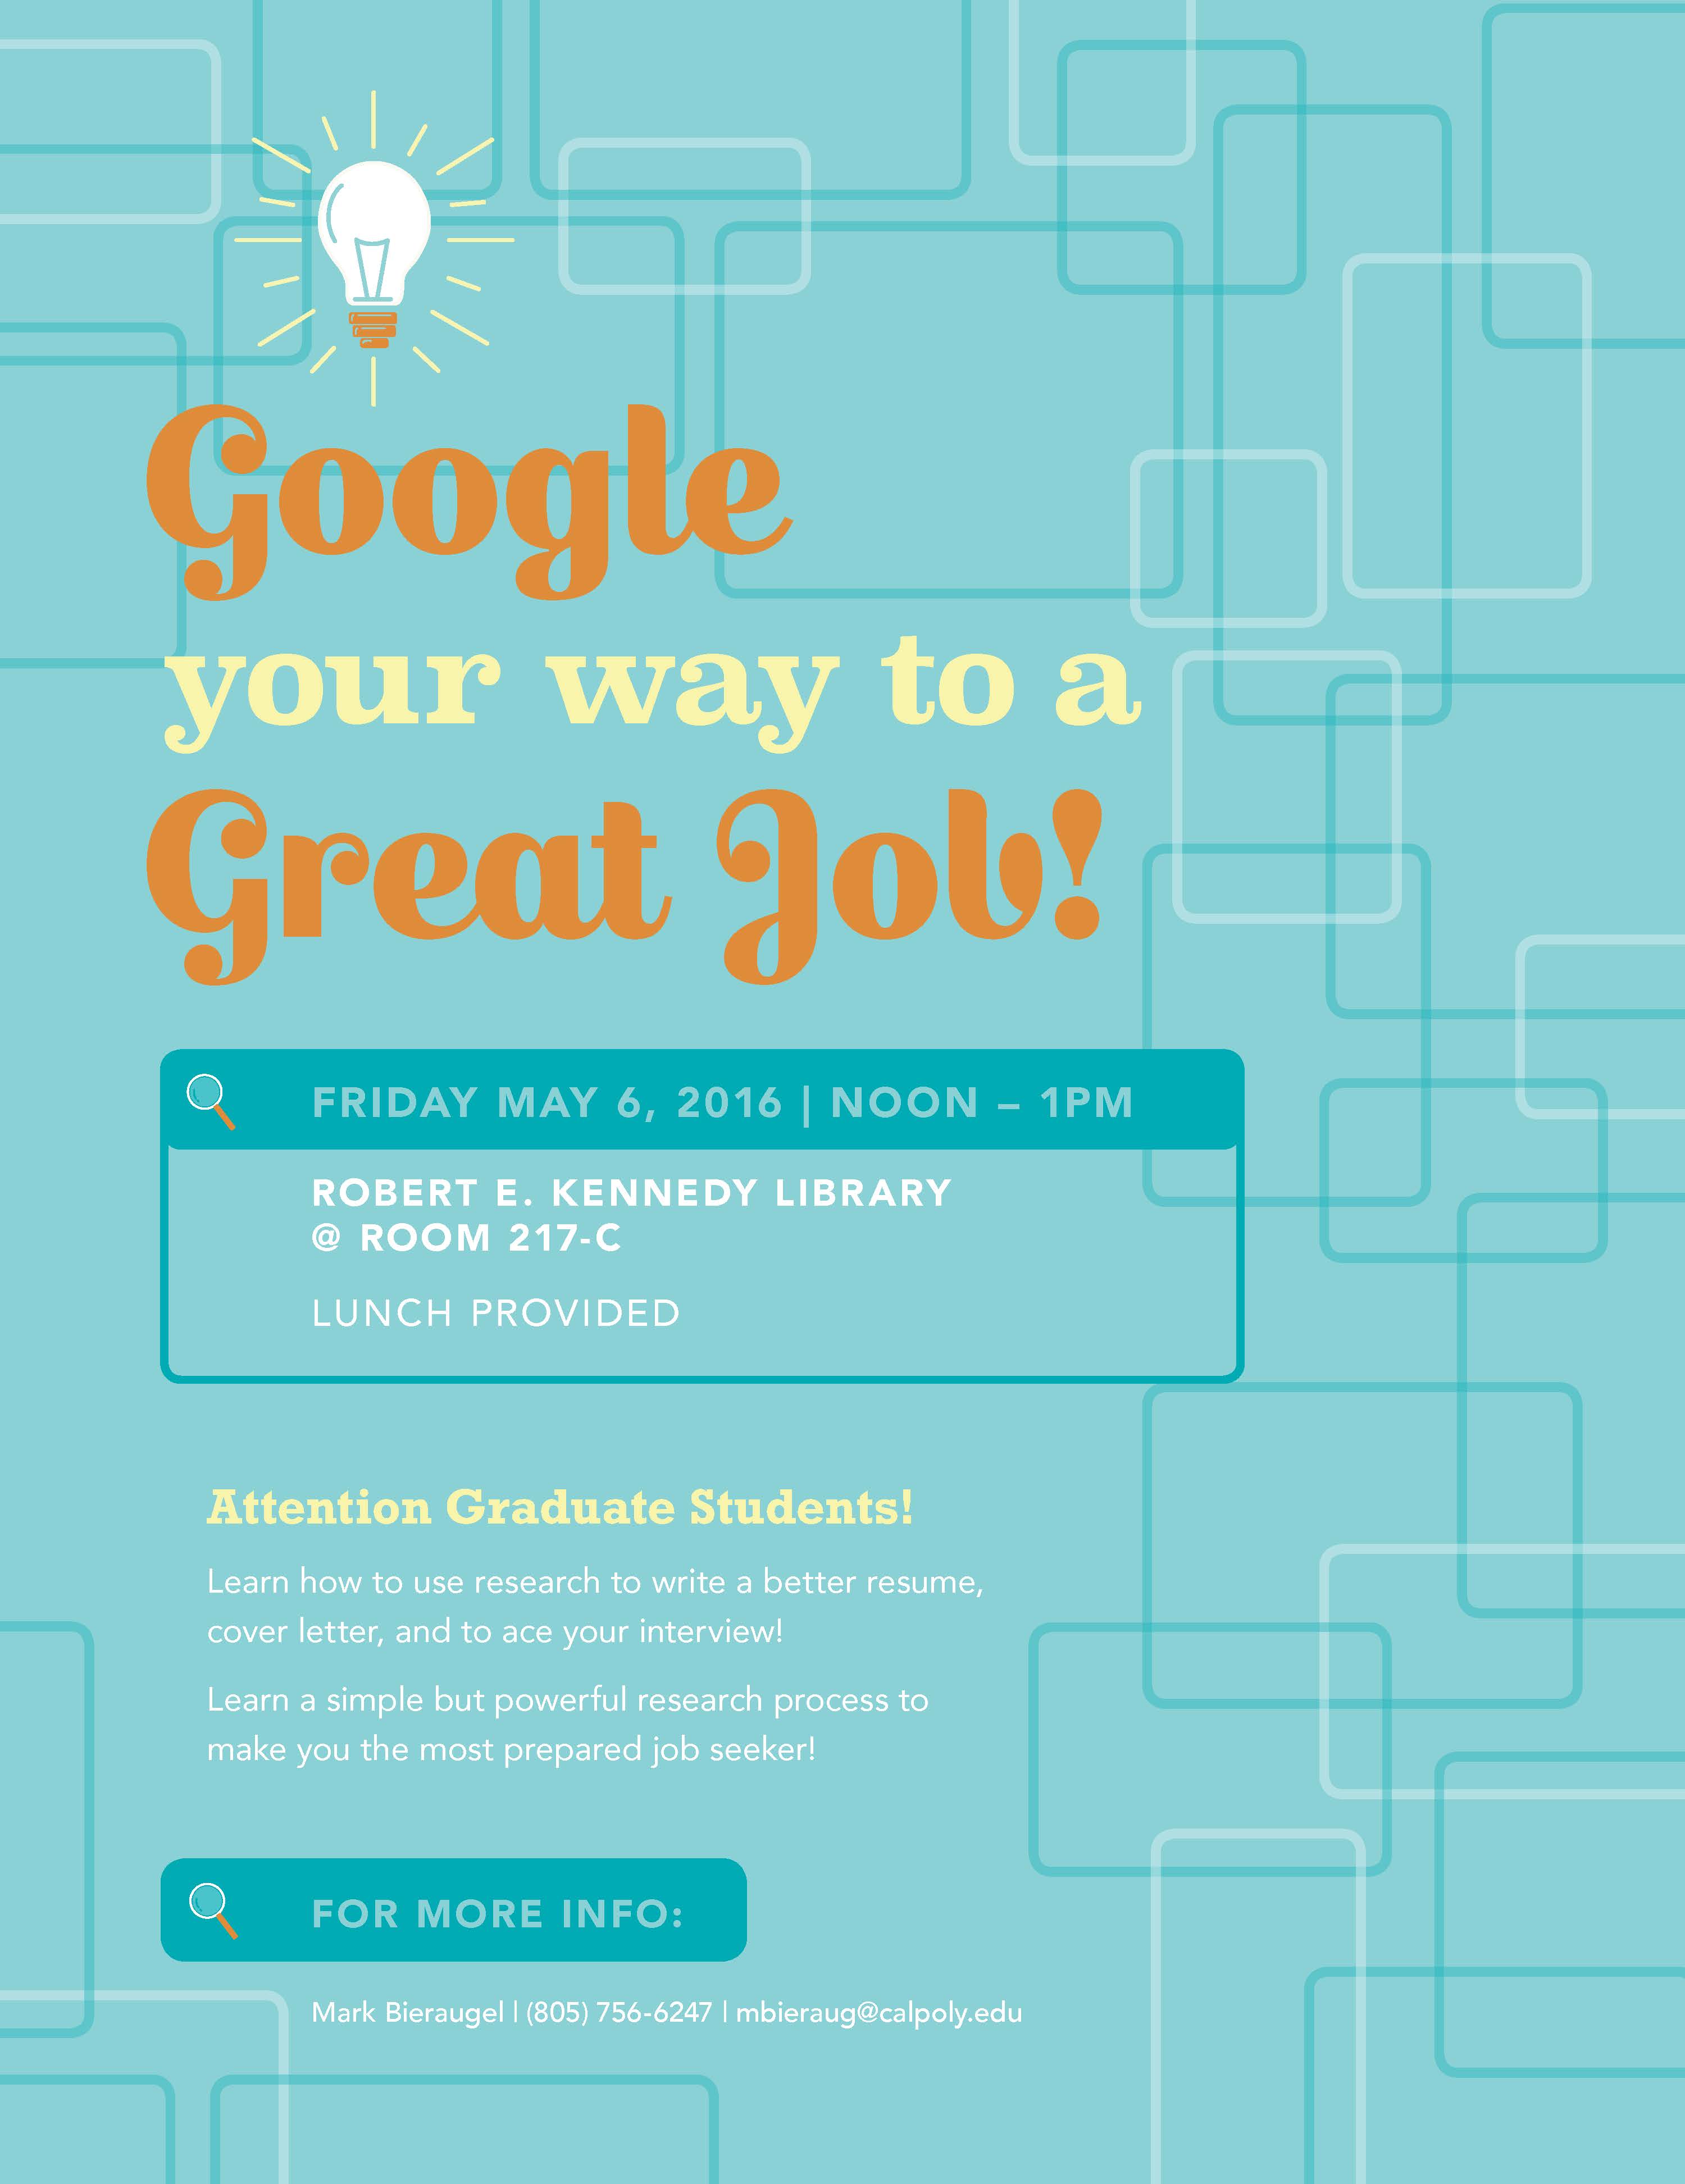 Google
your way to a
Great Job!
FRIDAY MAY 6, 2016 | NOON – 1PM
ROBERT E. KENNEDY LIBRARY
@ ROOM 217-C
LUNCH PROVIDED
Attention Graduate Students!
Learn how to use research to write a better resume,
cover letter, and to ace your interview!
Learn a simple but powerful research process to
make you the most prepared job seeker!
FOR MORE INFO:
Mark Bieraugel | (805) 756-6247 | mbieraug@calpoly.edu